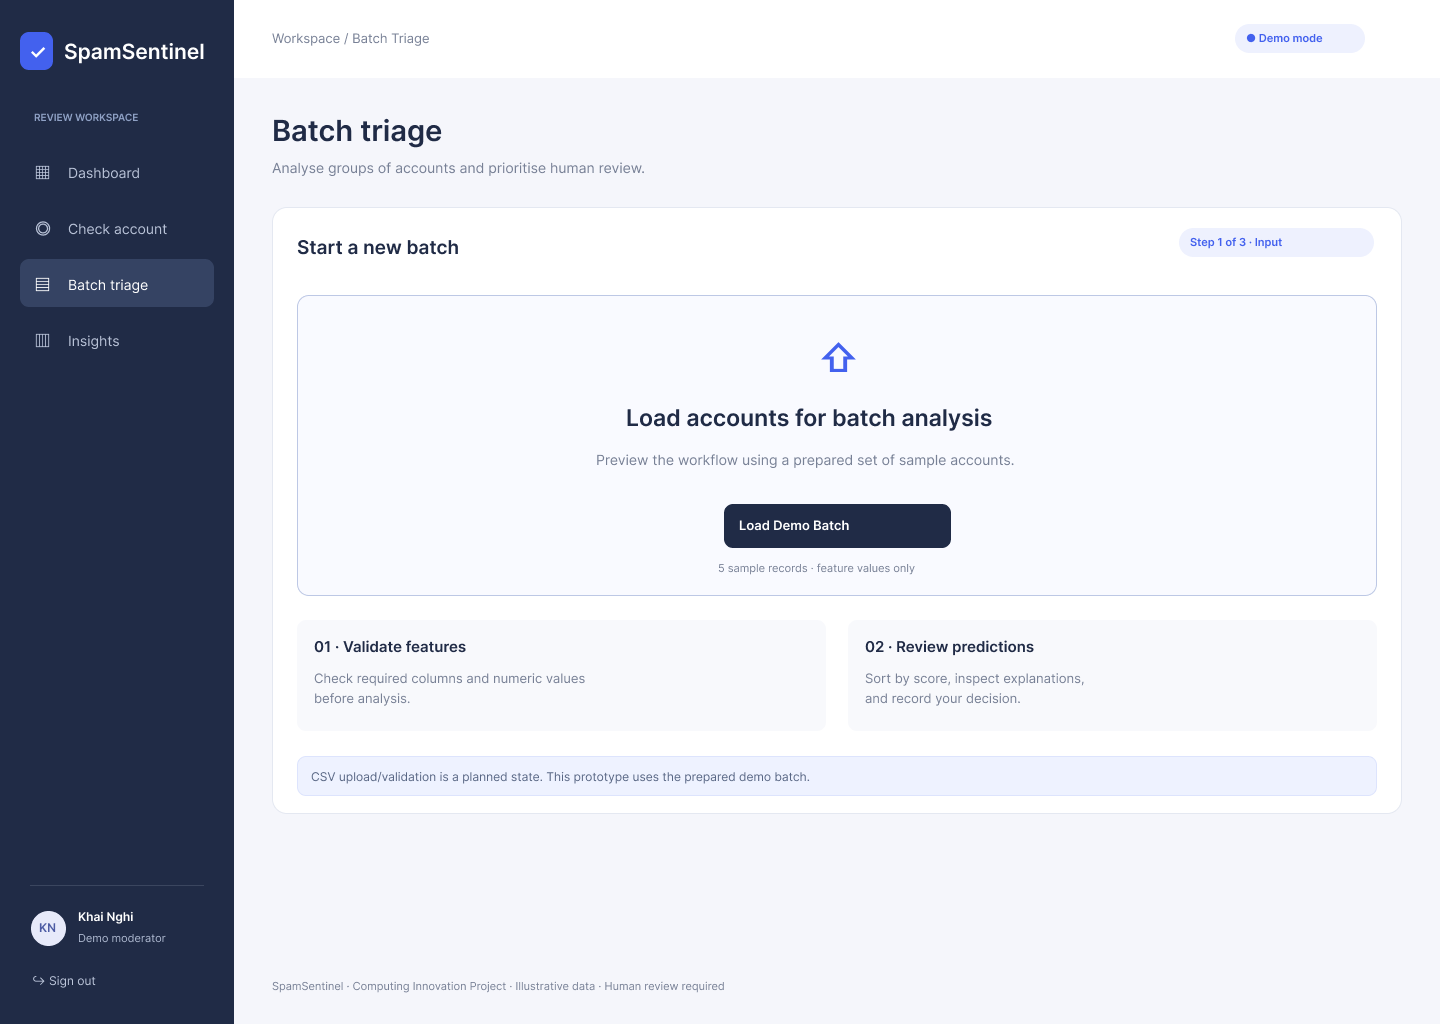 SpamSentinel
REVIEW WORKSPACE
Dashboard
Check account
Batch triage
Insights
KN
Khai Nghi
Demo moderator
↪ Sign out
Workspace / Batch Triage
● Demo mode
Batch triage
Analyse groups of accounts and prioritise human review.
Start a new batch
Step 1 of 3 · Input
Load accounts for batch analysis
Preview the workflow using a prepared set of sample accounts.
Load Demo Batch
5 sample records · feature values only
01 · Validate features
Check required columns and numeric values
before analysis.
02 · Review predictions
Sort by score, inspect explanations,
and record your decision.
CSV upload/validation is a planned state. This prototype uses the prepared demo batch.
SpamSentinel · Computing Innovation Project · Illustrative data · Human review required